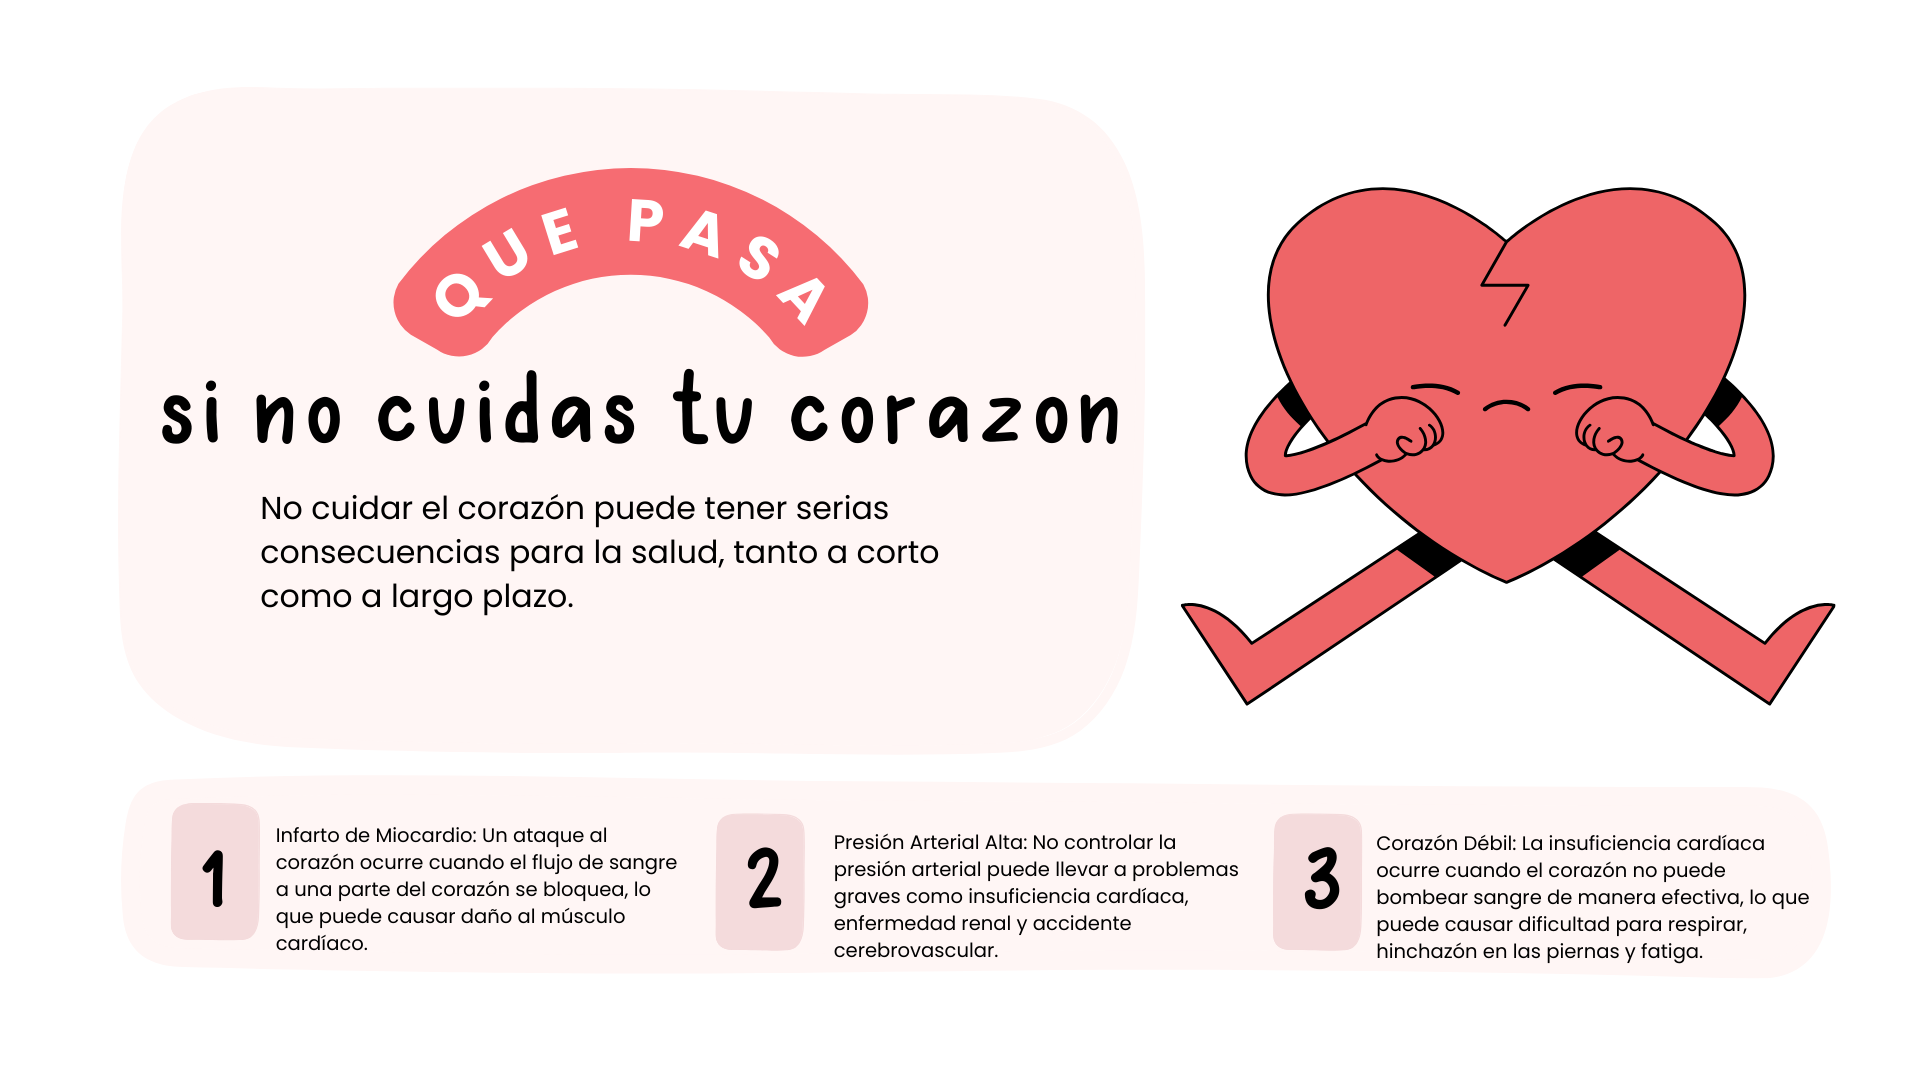 QUE PASA
si no cuidas tu corazon
No cuidar el corazón puede tener serias
consecuencias para la salud, tanto a corto
como a largo plazo.
1
Infarto de Miocardio: Un ataque al
corazón ocurre cuando el flujo de sangre
a una parte del corazón se bloquea, lo
que puede causar daño al músculo
cardíaco.
2
Presión Arterial Alta: No controlar la
presión arterial puede llevar a problemas
graves como insuficiencia cardíaca,
enfermedad renal y accidente
cerebrovascular.
3
Corazón Débil: La insuficiencia cardíaca
ocurre cuando el corazón no puede
bombear sangre de manera efectiva, lo que
puede causar dificultad para respirar,
hinchazón en las piernas y fatiga.